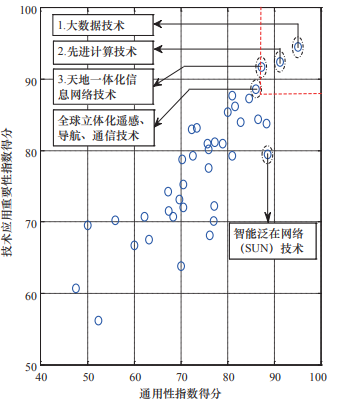 100
1.大数据技术
2.先进计算技术
90
3.天地一体化信
息网络技术
全球立体化遥感、
导航、通信技术
80
技术应用重要性指数得分
70
智能泛在网络
（SUN）技术
60
50
40 50 60 70 80 90 100
通用性指数得分